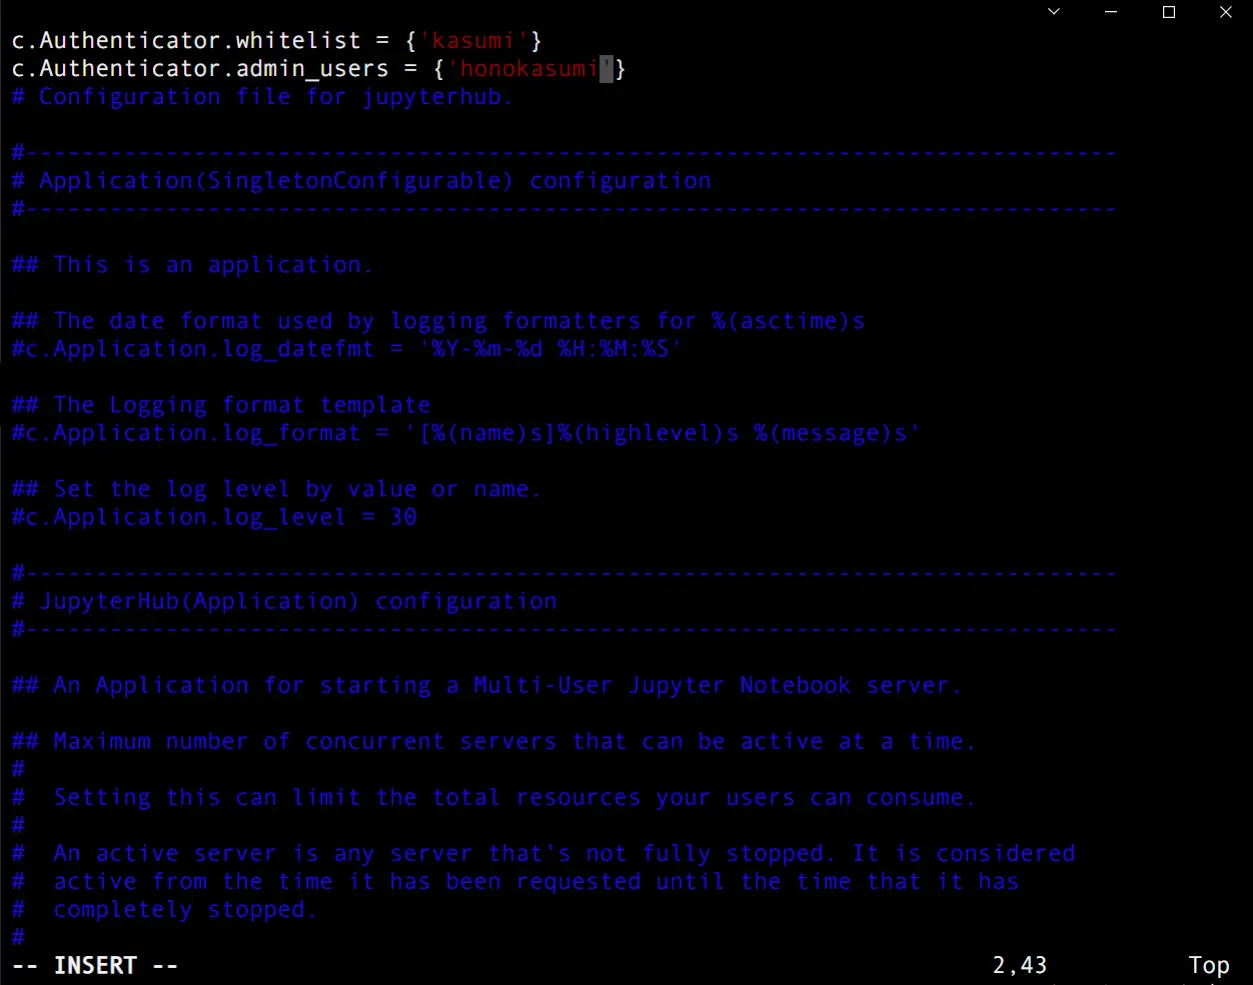 c.Authenticator.whitelist = {'kasumi'}
c.Authenticator.admin_users = {'honokasumi'}
# Configuration file for jupyterhub.
#------------------------------------------------------------------------------
# Application(SingletonConfigurable) configuration
#------------------------------------------------------------------------------
## This is an application.
## The date format used by logging formatters for %(asctime)s
#c.Application.log_datefmt = '%Y-%m-%d %H:%M:%S'
## The Logging format template
#c.Application.log_format = '[%(name)s]%(highlevel)s %(message)s'
## Set the log level by value or name.
#c.Application.log_level = 30
#------------------------------------------------------------------------------
# JupyterHub(Application) configuration
#------------------------------------------------------------------------------
## An Application for starting a Multi-User Jupyter Notebook server.
## Maximum number of concurrent servers that can be active at a time.
#
#  Setting this can limit the total resources your users can consume.
#
#  An active server is any server that's not fully stopped. It is considered
#  active from the time it has been requested until the time that it has
#  completely stopped.
#
-- INSERT -- 2,43 Top